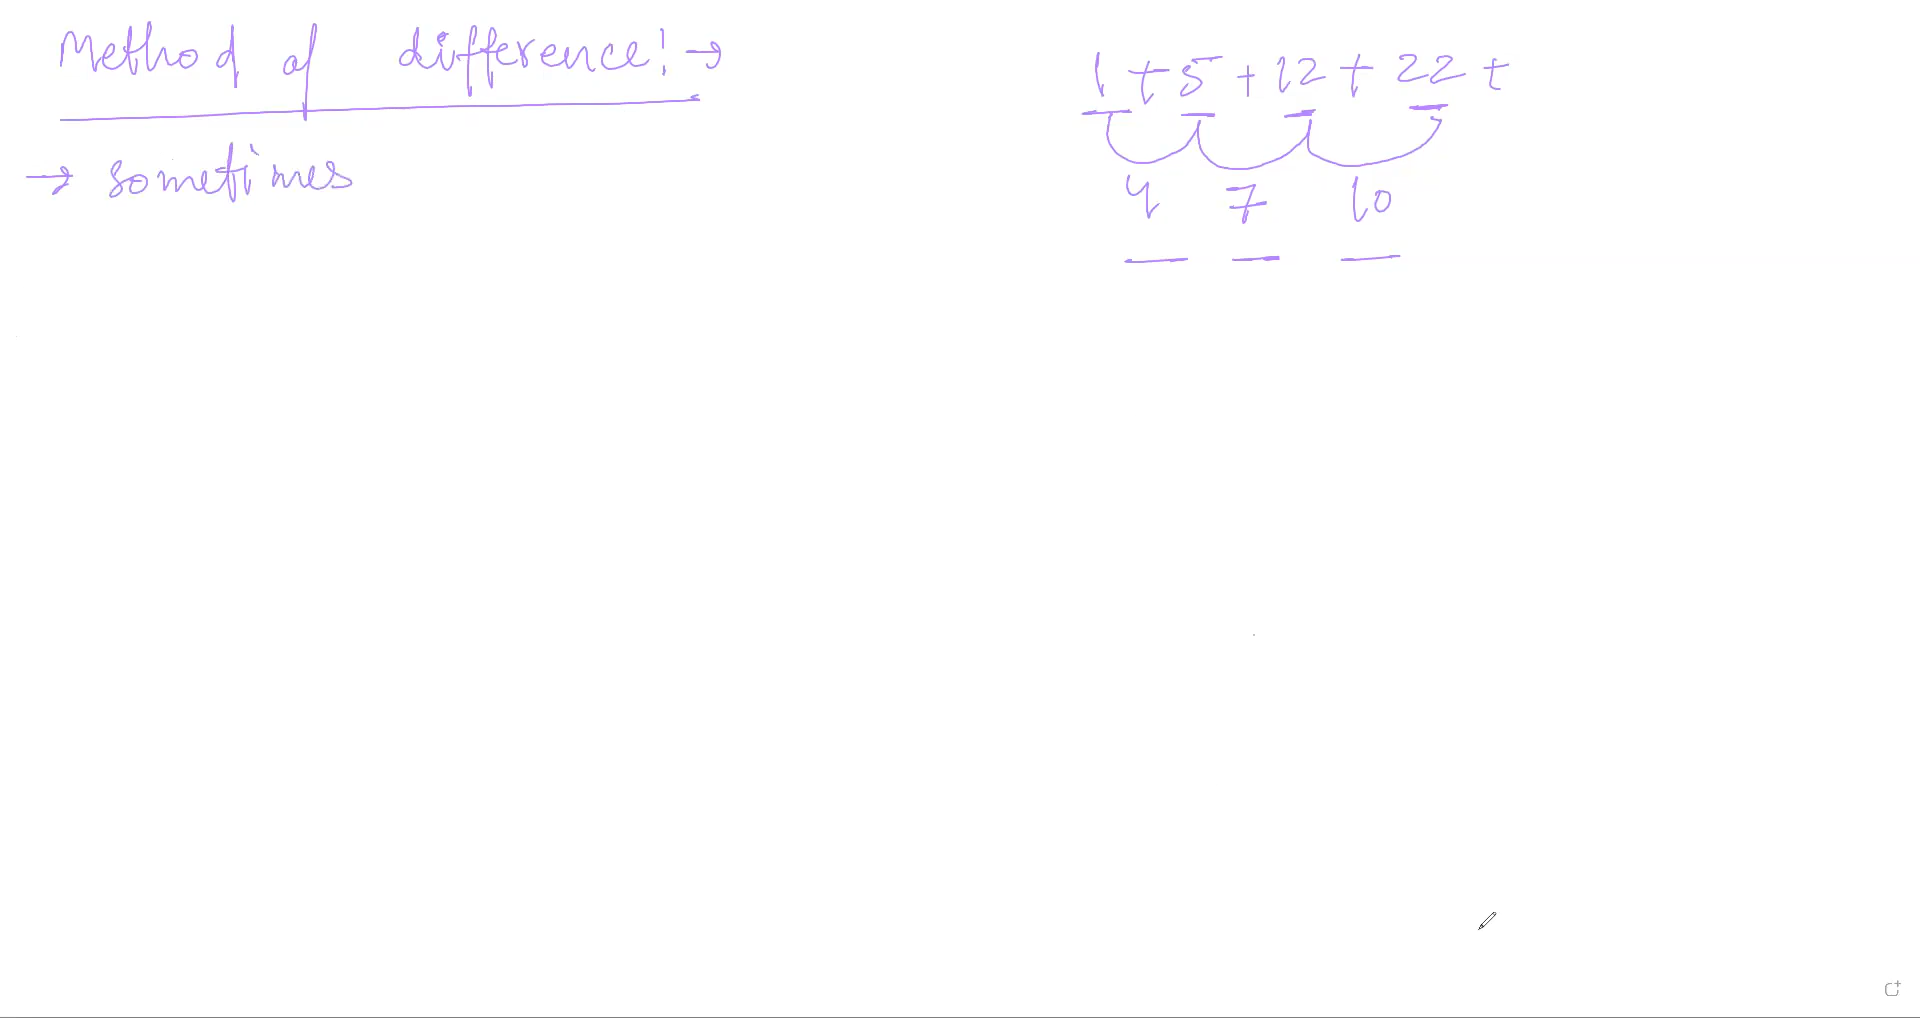 Method of difference! →
→ sometimes
1 + 5 + 12 + 22 +
4 7 10